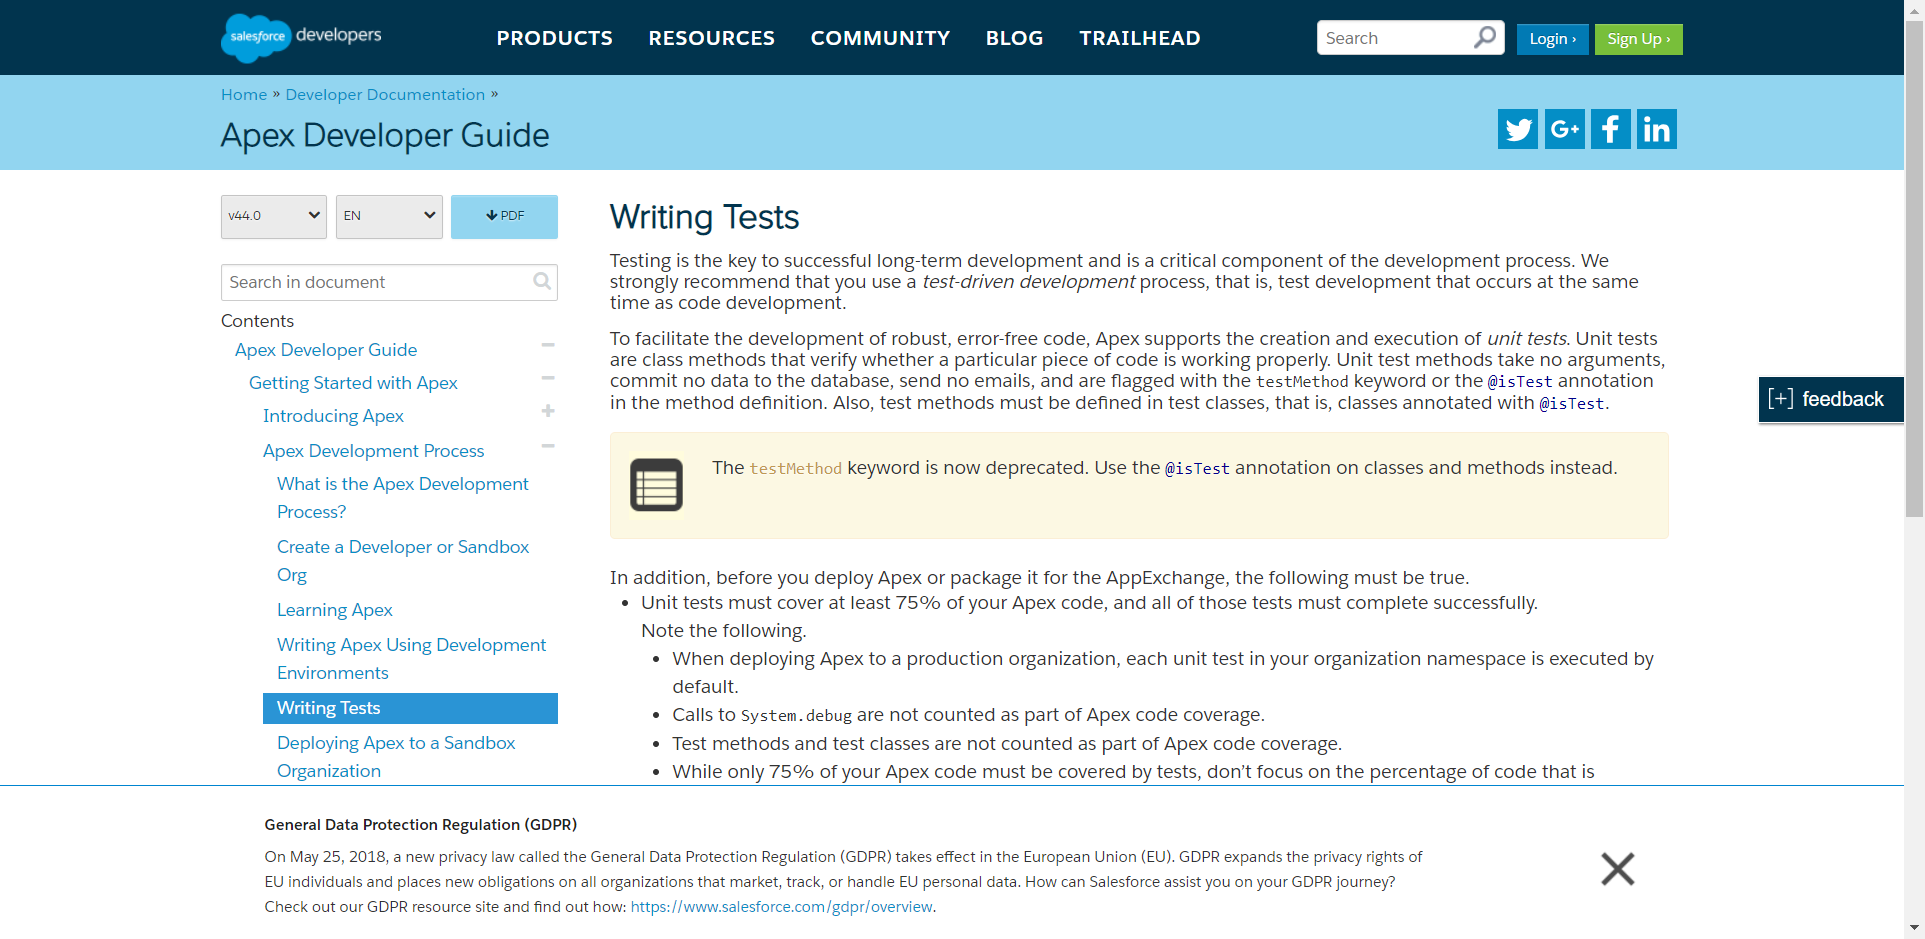 salesforce developers
PRODUCTS RESOURCES COMMUNITY BLOG TRAILHEAD
Search
Login ›
Sign Up ›
Home » Developer Documentation »
Apex Developer Guide
G+ f in
v44.0
EN
PDF
Search in document
Contents
Apex Developer Guide
Getting Started with Apex
Introducing Apex
Apex Development Process
What is the Apex Development
Process?
Create a Developer or Sandbox
Org
Learning Apex
Writing Apex Using Development
Environments
Writing Tests
Deploying Apex to a Sandbox
Organization
Writing Tests
Testing is the key to successful long-term development and is a critical component of the development process. We
strongly recommend that you use a test-driven development process, that is, test development that occurs at the same
time as code development.
To facilitate the development of robust, error-free code, Apex supports the creation and execution of unit tests. Unit tests
are class methods that verify whether a particular piece of code is working properly. Unit test methods take no arguments,
commit no data to the database, send no emails, and are flagged with the testMethod keyword or the @isTest annotation
in the method definition. Also, test methods must be defined in test classes, that is, classes annotated with @isTest.
The testMethod keyword is now deprecated. Use the @isTest annotation on classes and methods instead.
In addition, before you deploy Apex or package it for the AppExchange, the following must be true.
• Unit tests must cover at least 75% of your Apex code, and all of those tests must complete successfully.
Note the following.
• When deploying Apex to a production organization, each unit test in your organization namespace is executed by
default.
• Calls to System.debug are not counted as part of Apex code coverage.
• Test methods and test classes are not counted as part of Apex code coverage.
• While only 75% of your Apex code must be covered by tests, don’t focus on the percentage of code that is
[+] feedback
General Data Protection Regulation (GDPR)
On May 25, 2018, a new privacy law called the General Data Protection Regulation (GDPR) takes effect in the European Union (EU). GDPR expands the privacy rights of
EU individuals and places new obligations on all organizations that market, track, or handle EU personal data. How can Salesforce assist you on your GDPR journey?
Check out our GDPR resource site and find out how: https://www.salesforce.com/gdpr/overview.